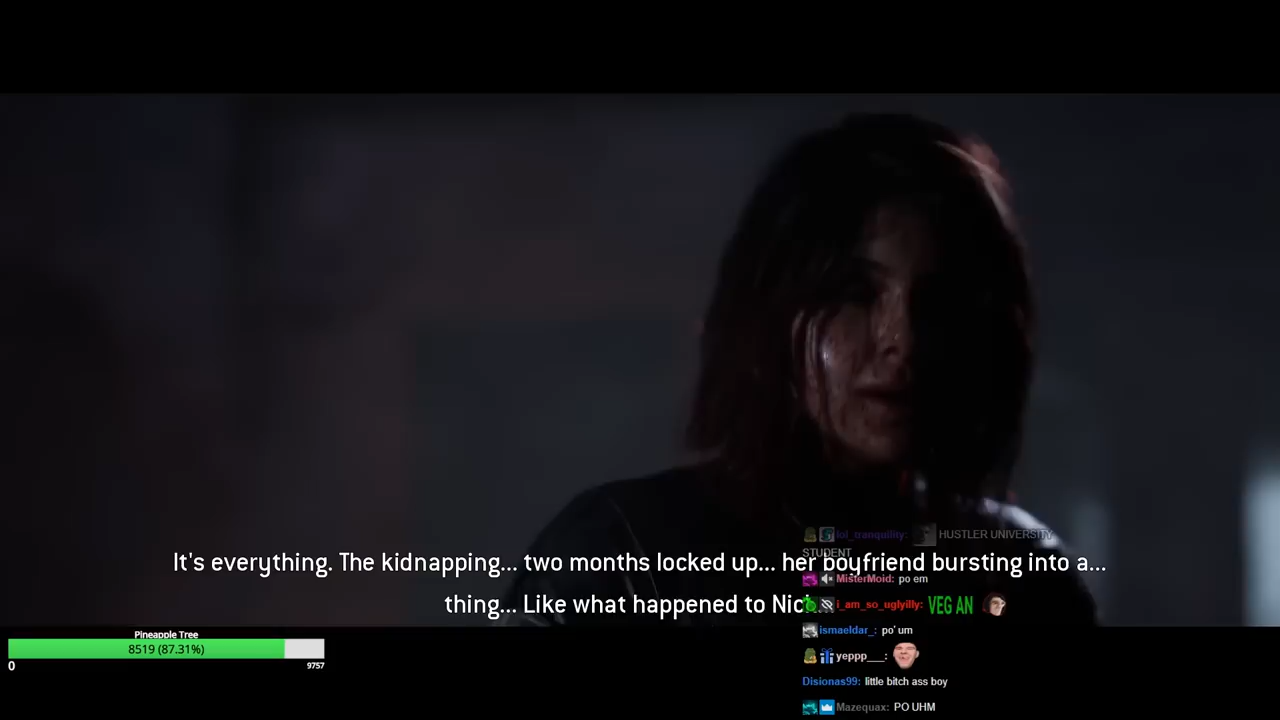 It's everything. The kidnapping... two months locked up... her boyfriend bursting into a...
thing... Like what happened to
lol_tranquility: HUSTLER UNIVERSITY
STUDENT
MisterMoid: po em
i_am_so_uglyilly: VEG AN
ismaeldar_: po' um
yeppp___:
Disionas99: little bitch ass boy
Mazequax: PO UHM
Pineapple Tree
8519 (87.31%)
0
9757